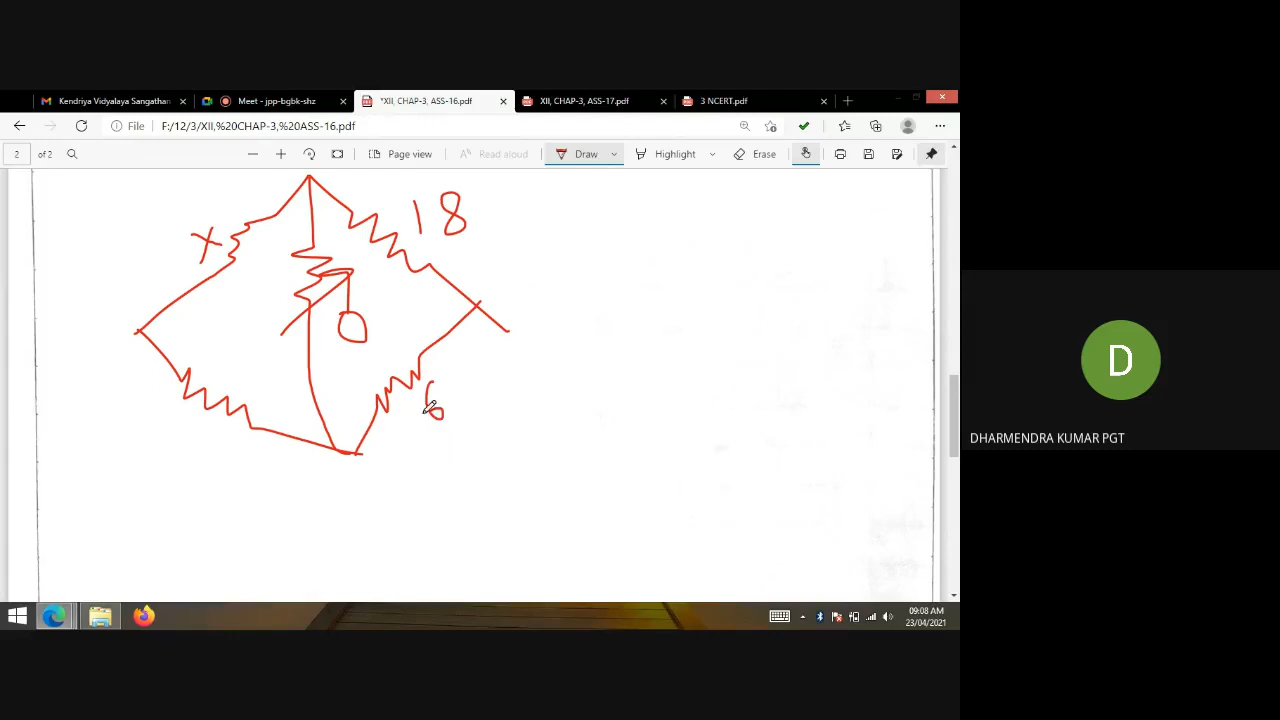 Kendriya Vidyalaya Sangathan
Meet - jpp-bgbk-shz
*XII, CHAP-3, ASS-16.pdf
XII, CHAP-3, ASS-17.pdf
3 NCERT.pdf
File
F:/12/3/XII,%20CHAP-3,%20ASS-16.pdf
2
of 2
Page view
Read aloud
Draw
Highlight
Erase
X
18
6
D
DHARMENDRA KUMAR PGT
09:08 AM
23/04/2021